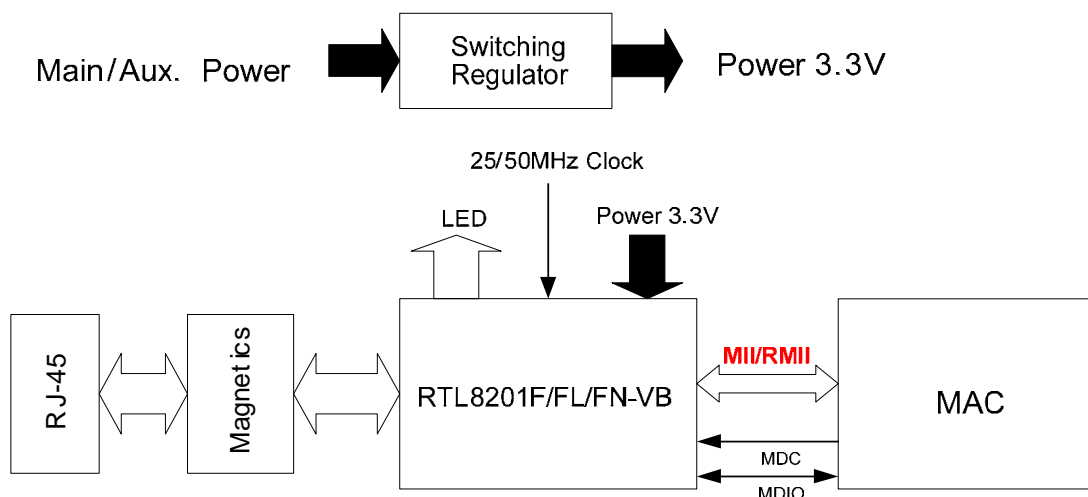 Main/Aux. Power
Switching
Regulator
Power 3.3V
25/50MHz Clock
LED
Power 3.3V
RJ-45
Magnetics
RTL8201F/FL/FN-VB
MII/RMII
MAC
MDC
MDIO